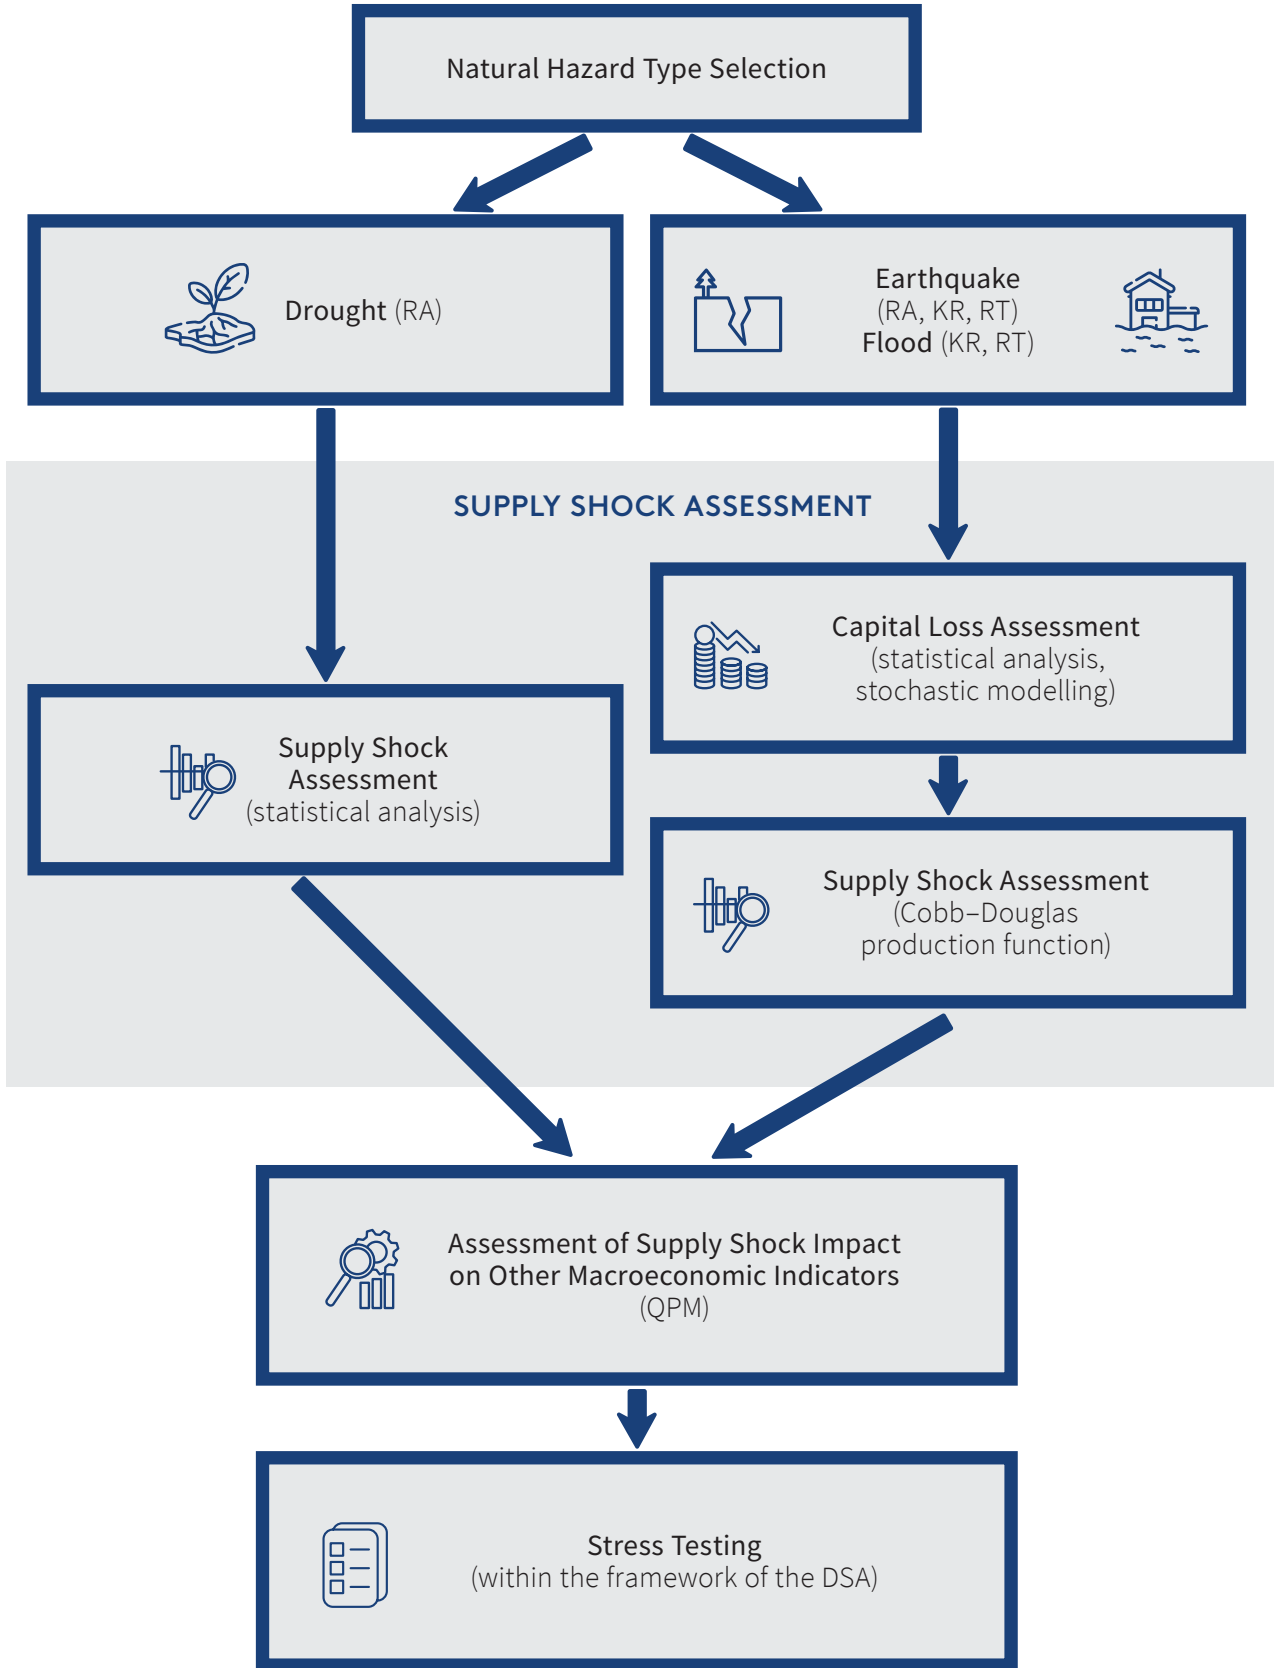 Natural Hazard Type Selection
Drought (RA)
Earthquake
(RA, KR, RT)
Flood (KR, RT)
SUPPLY SHOCK ASSESSMENT
Capital Loss Assessment
(statistical analysis,
stochastic modelling)
Supply Shock
Assessment
(statistical analysis)
Supply Shock Assessment
(Cobb–Douglas
production function)
Assessment of Supply Shock Impact
on Other Macroeconomic Indicators
(QPM)
Stress Testing
(within the framework of the DSA)